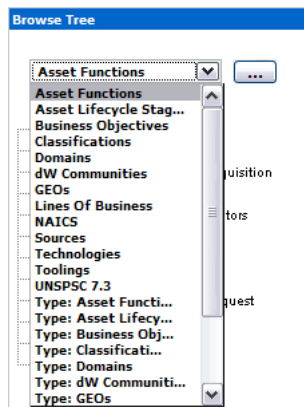 Browse Tree
Asset Functions
...
Asset Functions
Asset Lifecycle Stag...
Business Objectives
Classifications
Domains
dW Communities
uisition
GEOs
Lines Of Business
tors
NAICS
Sources
Technologies
Toolings
UNSPSC 7.3
Type: Asset Functi...
quest
Type: Asset Lifecy...
Type: Business Obj...
Type: Classificati...
Type: Domains
Type: dW Communiti...
Type: GEOs